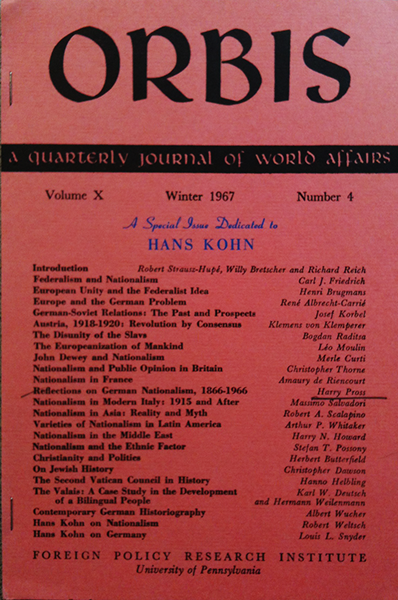 ORBIS
a quarterly journal of world affairs
Volume X Winter 1967 Number 4
A Special Issue Dedicated to
HANS KOHN
Introduction Robert Strausz-Hupé, Willy Bretscher and Richard Reich
Federalism and Nationalism Carl J. Friedrich
European Unity and the Federalist Idea Henri Brugmans
Europe and the German Problem René Albrecht-Carrié
German-Soviet Relations: The Past and Prospects Josef Korbel
Austria, 1918-1920: Revolution by Consensus Klemens von Klemperer
The Disunity of the Slavs Bogdan Raditsa
The Europeanization of Mankind Léo Moulin
John Dewey and Nationalism Merle Curti
Nationalism and Public Opinion in Britain Christopher Thorne
Nationalism in France Amaury de Riencourt
Reflections on German Nationalism, 1866-1966 Harry Pross
Nationalism in Modern Italy: 1915 and After Massimo Salvadori
Nationalism in Asia: Reality and Myth Robert A. Scalapino
Varieties of Nationalism in Latin America Arthur P. Whitaker
Nationalism in the Middle East Harry N. Howard
Nationalism and the Ethnic Factor Stefan T. Possony
Christianity and Politics Herbert Butterfield
On Jewish History Christopher Dawson
The Second Vatican Council in History Hanno Helbling
The Valais: A Case Study in the Development Karl W. Deutsch
of a Bilingual People and Hermann Weilenmann
Contemporary German Historiography Albert Wucher
Hans Kohn on Nationalism Robert Weltsch
Hans Kohn on Germany Louis L. Snyder
FOREIGN POLICY RESEARCH INSTITUTE
University of Pennsylvania